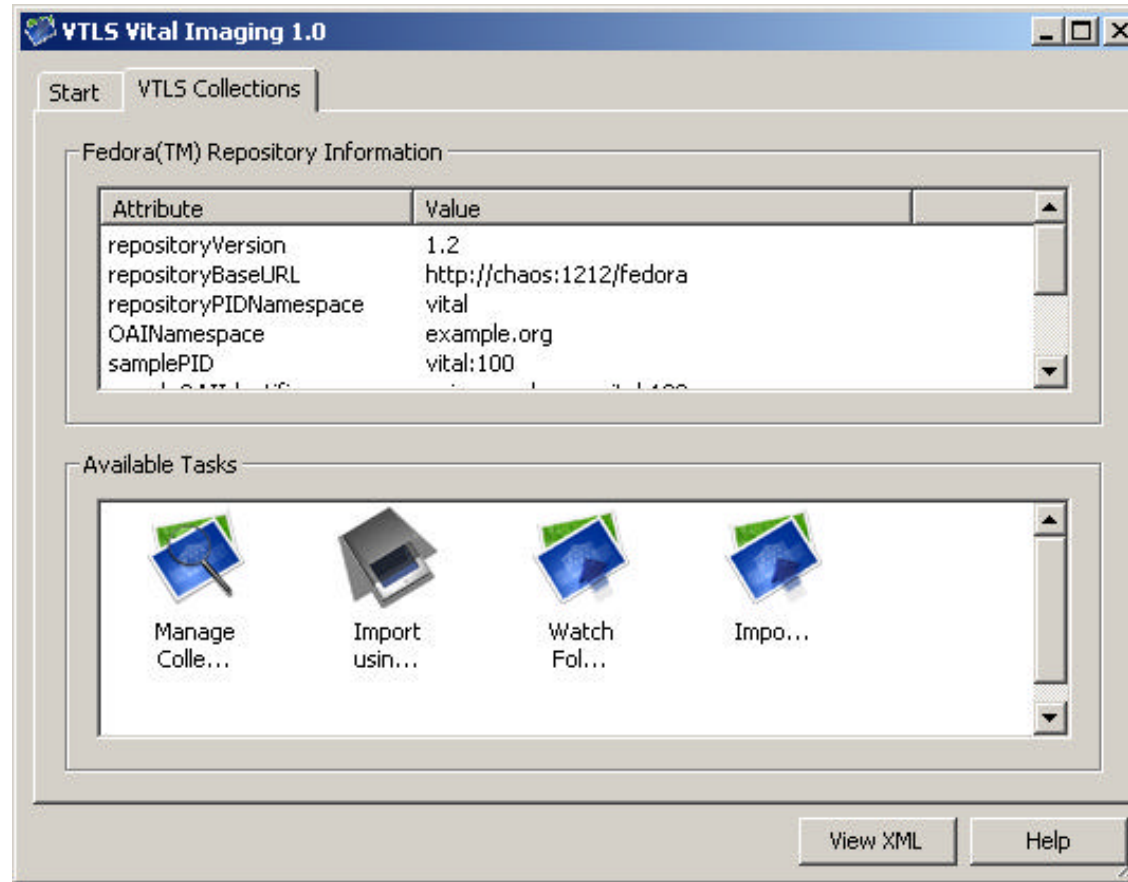 VTLS Vital Imaging 1.0
Start VTLS Collections
Fedora(TM) Repository Information
Attribute Value
repositoryVersion 1.2
repositoryBaseURL http://chaos:1212/fedora
repositoryPIDNamespace vital
OAINamespace example.org
samplePID vital:100
Available Tasks
Manage Import Watch Impo...
Colle... usin... Fol...
View XML Help